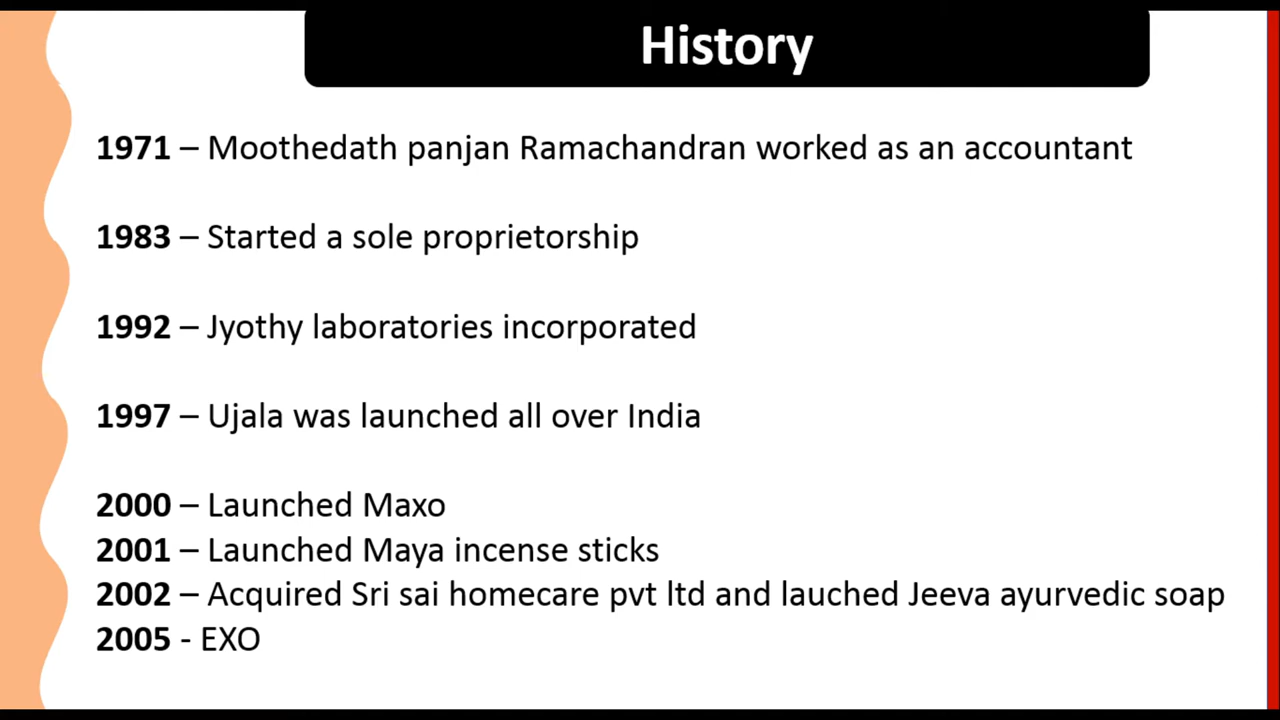 History
1971 – Moothedath panjan Ramachandran worked as an accountant
1983 – Started a sole proprietorship
1992 – Jyothy laboratories incorporated
1997 – Ujala was launched all over India
2000 – Launched Maxo
2001 – Launched Maya incense sticks
2002 – Acquired Sri sai homecare pvt ltd and lauched Jeeva ayurvedic soap
2005 - EXO